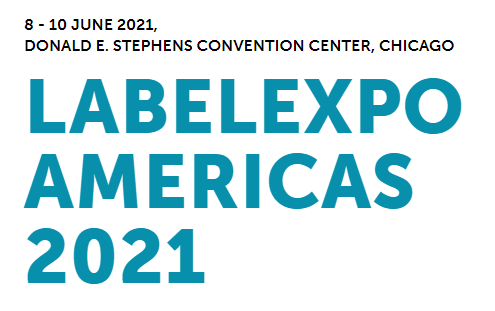 8 - 10 JUNE 2021,
DONALD E. STEPHENS CONVENTION CENTER, CHICAGO
LABELEXPO
AMERICAS
2021